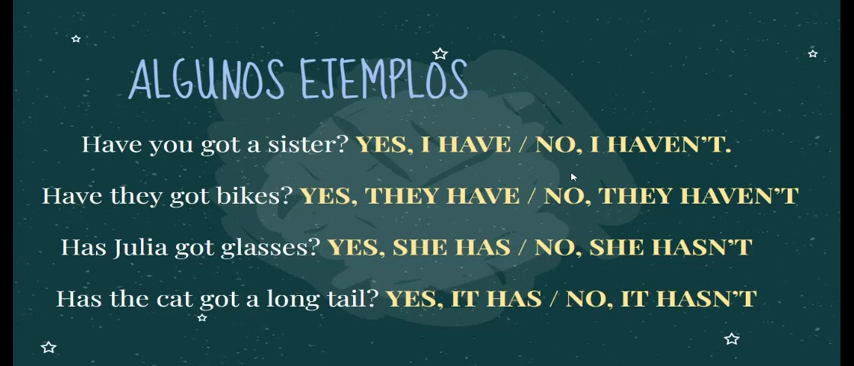 ALGUNOS EJEMPLOS
Have you got a sister? YES, I HAVE / NO, I HAVEN'T.
Have they got bikes? YES, THEY HAVE / NO, THEY HAVEN'T
Has Julia got glasses? YES, SHE HAS / NO, SHE HASN'T
Has the cat got a long tail? YES, IT HAS / NO, IT HASN'T